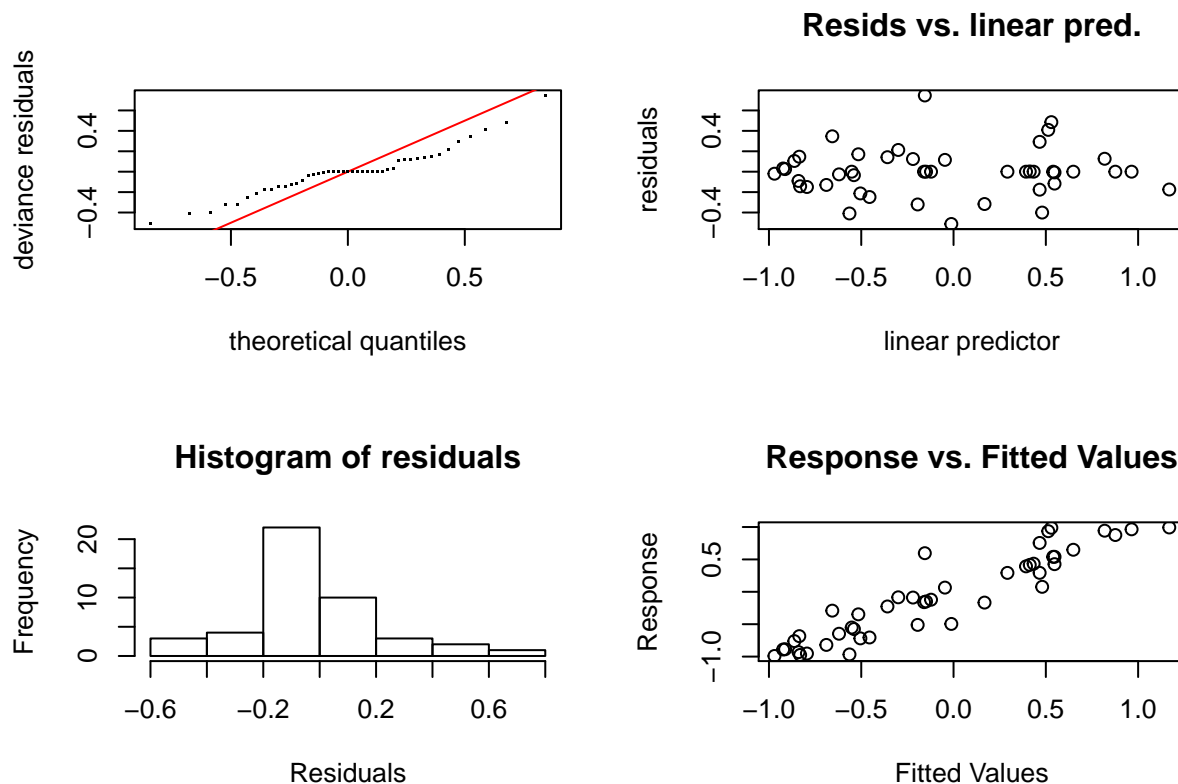 deviance residuals
−0.4
0.4
−0.5
0.0
0.5
theoretical quantiles
Resids vs. linear pred.
residuals
−0.4
0.4
−1.0
−0.5
0.0
0.5
1.0
linear predictor
Histogram of residuals
Frequency
0
10
20
−0.6
−0.2
0.2
0.6
Residuals
Response vs. Fitted Values
Response
−1.0
0.5
−1.0
−0.5
0.0
0.5
1.0
Fitted Values